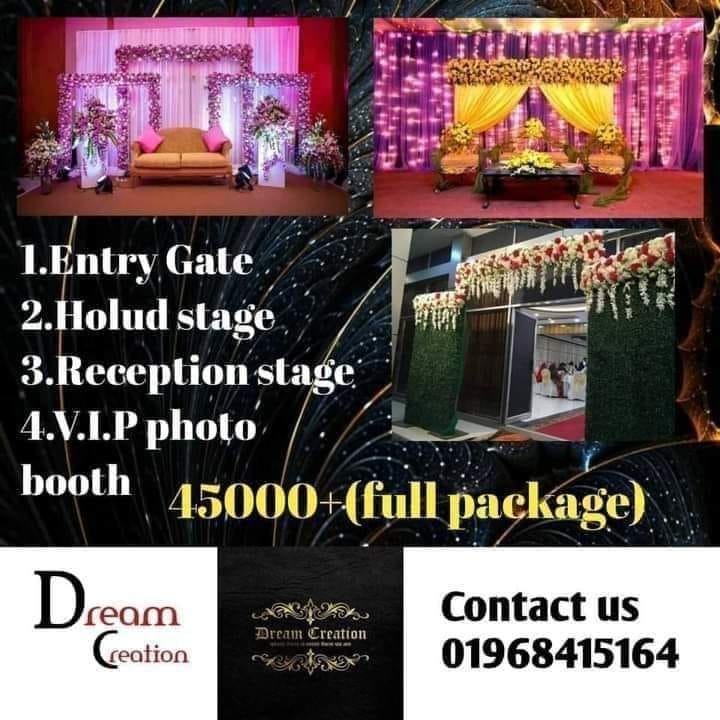 1.Entry Gate
2.Holud stage
3.Reception stage
4.V.I.P photo
booth
45000+(full package)
Dream
Creation
Dream Creation
Contact us
01968415164